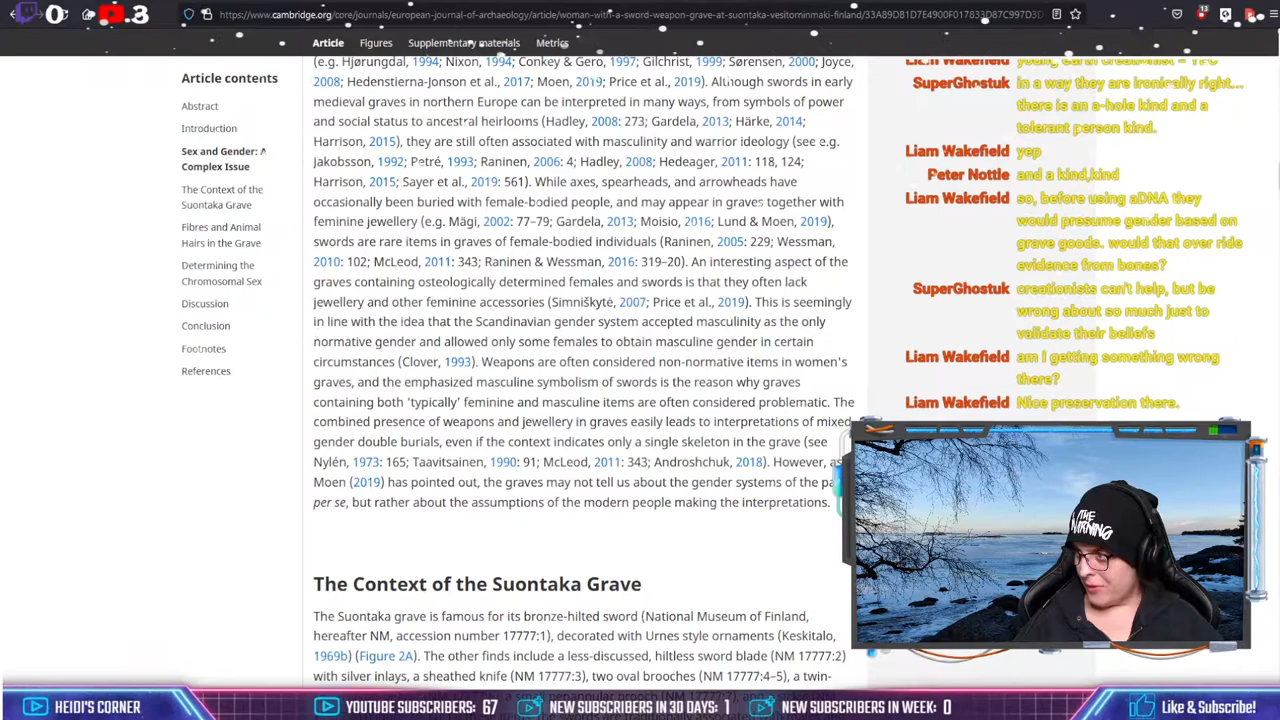 0
.3
https://www.cambridge.org/core/journals/european-journal-of-archaeology/article/woman-with-a-sword-weapon-grave-at-suontaka-vesitorninmaki-finland/33A89DB1D7E4900F017833D87C997D3
13
Article Figures Supplementary materials Metrics
Article contents
Abstract
Introduction
Sex and Gender: A
Complex Issue
The Context of the
Suontaka Grave
Fibres and Animal
Hairs in the Grave
Determining the
Chromosomal Sex
Discussion
Conclusion
Footnotes
References
(e.g. Hjørungdal, 1994; Nixon, 1994; Conkey & Gero, 1997; Gilchrist, 1999; Sørensen, 2000; Joyce,
2008; Hedenstierna-Jonson et al., 2017; Moen, 2019; Price et al., 2019). Although swords in early
medieval graves in northern Europe can be interpreted in many ways, from symbols of power
and social status to ancestral heirlooms (Hadley, 2008: 273; Gardela, 2013; Härke, 2014;
Harrison, 2015), they are still often associated with masculinity and warrior ideology (see e.g.
Jakobsson, 1992; Petré, 1993; Raninen, 2006: 4; Hadley, 2008; Hedeager, 2011: 118, 124;
Harrison, 2015; Sayer et al., 2019: 561). While axes, spearheads, and arrowheads have
occasionally been buried with female-bodied people, and may appear in graves together with
feminine jewellery (e.g. Mägi, 2002: 77–79; Gardela, 2013; Moisio, 2016; Lund & Moen, 2019),
swords are rare items in graves of female-bodied individuals (Raninen, 2005: 229; Wessman,
2010: 102; McLeod, 2011: 343; Raninen & Wessman, 2016: 319–20). An interesting aspect of the
graves containing osteologically determined females and swords is that they often lack
jewellery and other feminine accessories (Simniškytė, 2007; Price et al., 2019). This is seemingly
in line with the idea that the Scandinavian gender system accepted masculinity as the only
normative gender and allowed only some females to obtain masculine gender in certain
circumstances (Clover, 1993). Weapons are often considered non-normative items in women's
graves, and the emphasized masculine symbolism of swords is the reason why graves
containing both 'typically' feminine and masculine items are often considered problematic. The
combined presence of weapons and jewellery in graves easily leads to interpretations of mixed
gender double burials, even if the context indicates only a single skeleton in the grave (see
Nylén, 1973: 165; Taavitsainen, 1990: 91; McLeod, 2011: 343; Androshchuk, 2018). However, as
Moen (2019) has pointed out, the graves may not tell us about the gender systems of the pa
per se, but rather about the assumptions of the modern people making the interpretations.
The Context of the Suontaka Grave
The Suontaka grave is famous for its bronze-hilted sword (National Museum of Finland,
hereafter NM, accession number 17777:1), decorated with Urnes style ornaments (Keskitalo,
1969b) (Figure 2A). The other finds include a less-discussed, hiltless sword blade (NM 17777:2)
with silver inlays, a sheathed knife (NM 17777:3), two oval brooches (NM 17777:4–5), a twin-
Liam Wakefield young, earth creationist = YEC
SuperGhostuk in a way they are ironically right...
there is an a-hole kind and a
tolerant person kind.
Liam Wakefield yep
Peter Nottle and a kind,kind
Liam Wakefield so, before using aDNA they
would presume gender based on
grave goods. would that over ride
evidence from bones?
SuperGhostuk creationists can't help, but be
wrong about so much just to
validate their beliefs
Liam Wakefield am I getting something wrong
there?
Liam Wakefield Nice preservation there.
THE
WARNING
HEIDI'S CORNER
YOUTUBE SUBSCRIBERS: 67
NEW SUBSCRIBERS IN 30 DAYS: 1
NEW SUBSCRIBERS IN WEEK: 0
Like & Subscribe!